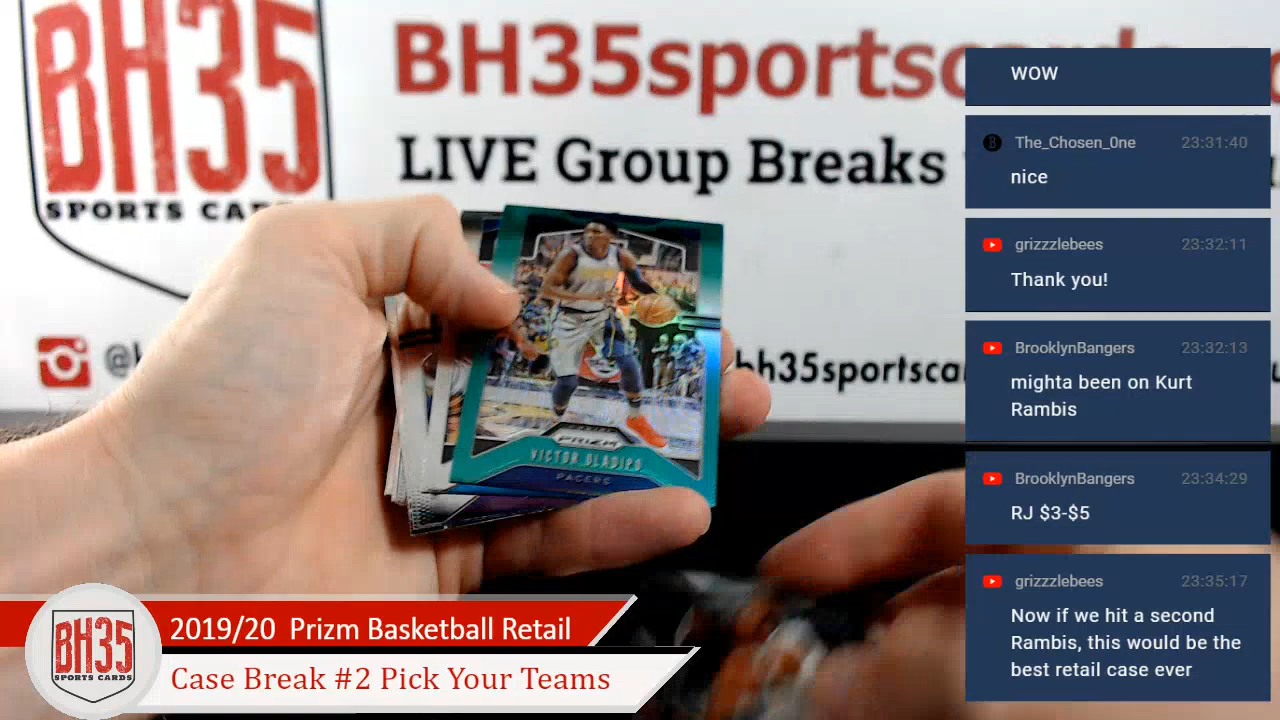 BH35
SPORTS CARDS
BH35sportsc
LIVE Group Breaks
@
bh35sportsca
PRIZM
VICTOR OLADIPO
PACERS
WOW
The_Chosen_0ne 23:31:40
nice
grizzzlebees 23:32:11
Thank you!
BrooklynBangers 23:32:13
mighta been on Kurt
Rambis
BrooklynBangers 23:34:29
RJ $3-$5
grizzzlebees 23:35:17
Now if we hit a second
Rambis, this would be the
best retail case ever
BH35
SPORTS CARDS
2019/20 Prizm Basketball Retail
Case Break #2 Pick Your Teams